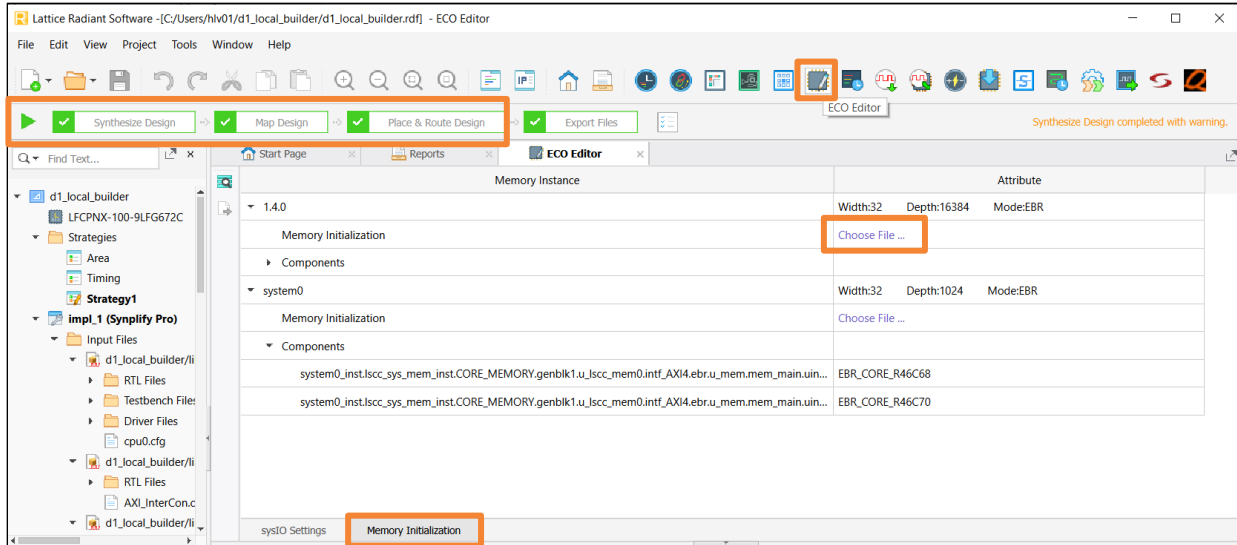 Lattice Radiant Software -[C:/Users/hlv01/d1_local_builder/d1_local_builder.rdf] - ECO Editor
File Edit View Project Tools Window Help
IP
ECO Editor
Synthesize Design Map Design Place & Route Design Export Files Synthesize Design completed with warning.
Find Text...
Start Page Reports ECO Editor
Memory Instance Attribute
d1_local_builder
1.4.0 Width:32 Depth:16384 Mode:EBR
LFCPNX-100-9LFG672C
Memory Initialization Choose File ...
Strategies
Area
Components
Timing
system0 Width:32 Depth:1024 Mode:EBR
Strategy1
impl_1 (Synplify Pro)
Memory Initialization Choose File ...
Input Files
Components
d1_local_builder/li
system0_inst.lscc_sys_mem_inst.CORE_MEMORY.genblk1.u_lscc_mem0.intf_AXI4.ebr.u_mem.mem_main.uin... EBR_CORE_R46C68
RTL Files
Testbench Files
system0_inst.lscc_sys_mem_inst.CORE_MEMORY.genblk1.u_lscc_mem0.intf_AXI4.ebr.u_mem.mem_main.uin... EBR_CORE_R46C70
Driver Files
cpu0.cfg
d1_local_builder/li
RTL Files
AXI_InterCon.c
d1_local_builder/li
sysIO Settings Memory Initialization